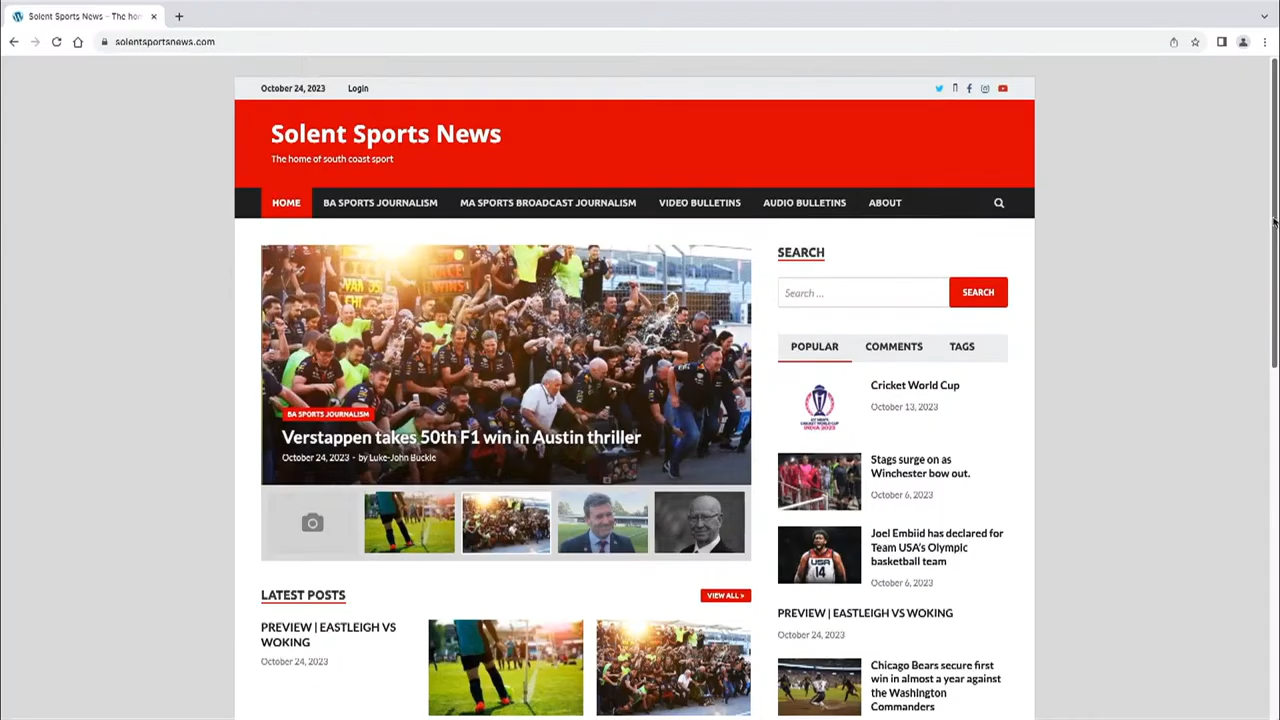 Solent Sports News – The hom
solentsportsnews.com
October 24, 2023 Login
Solent Sports News
The home of south coast sport
HOME BA SPORTS JOURNALISM MA SPORTS BROADCAST JOURNALISM VIDEO BULLETINS AUDIO BULLETINS ABOUT
BA SPORTS JOURNALISM
Verstappen takes 50th F1 win in Austin thriller
October 24, 2023 - by Luke-John Buckle
LATEST POSTS
VIEW ALL >
PREVIEW | EASTLEIGH VS
WOKING
October 24, 2023
SEARCH
Search ...
SEARCH
POPULAR COMMENTS TAGS
Cricket World Cup
October 13, 2023
Stags surge on as
Winchester bow out.
October 6, 2023
Joel Embiid has declared for
Team USA's Olympic
basketball team
October 6, 2023
PREVIEW | EASTLEIGH VS WOKING
October 24, 2023
Chicago Bears secure first
win in almost a year against
the Washington
Commanders